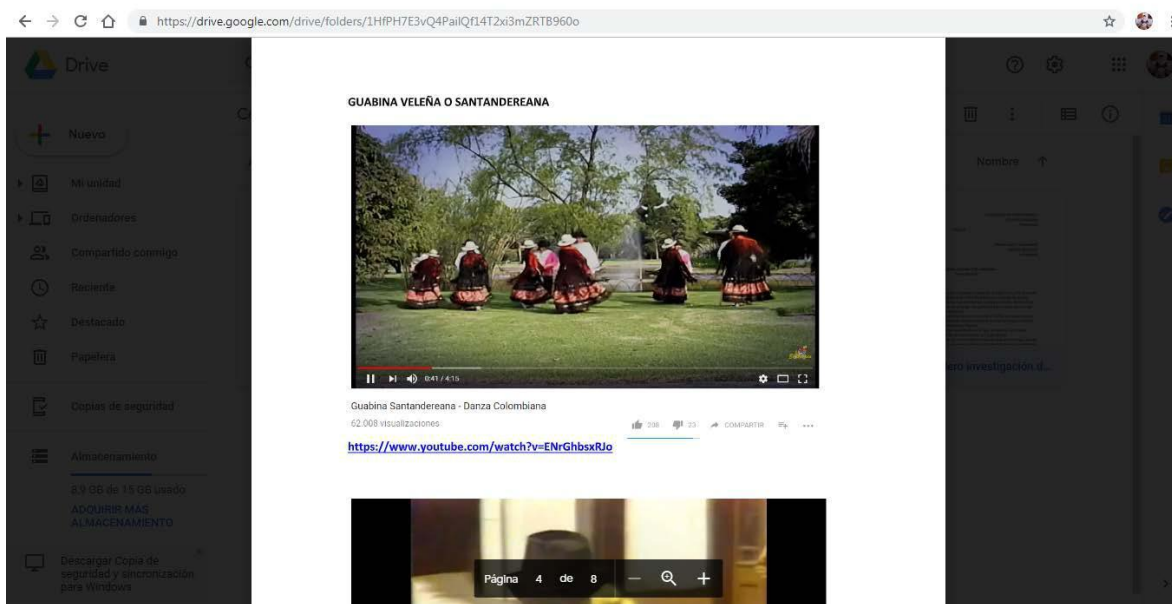 https://drive.google.com/drive/folders/1HfPH7E3vQ4PailQf14T2xi3mZRTB960o
Drive
Nuevo
Nombre
Mi unidad
Ordenadores
Compartido conmigo
Reciente
Destacado
Papelera
Copias de seguridad
Almacenamiento
8,9 GB de 15 GB usado
ADQUIRIR MÁS
ALMACENAMIENTO
Descargar Copia de
seguridad y sincronización
para Windows
GUABINA VELEÑA O SANTANDEREANA
0:41 / 4:15
Guabina Santandereana - Danza Colombiana
62.008 visualizaciones
208 23 COMPARTIR
https://www.youtube.com/watch?v=ENrGhbsxRJo
Página 4 de 8
investigación d...